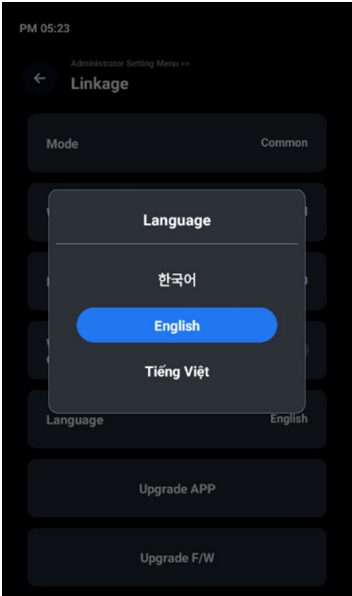 PM 05:23
Administrator Setting Menu >>
Linkage
Mode Common
Language
한국어
English
Tiếng Việt
Language English
Upgrade APP
Upgrade F/W